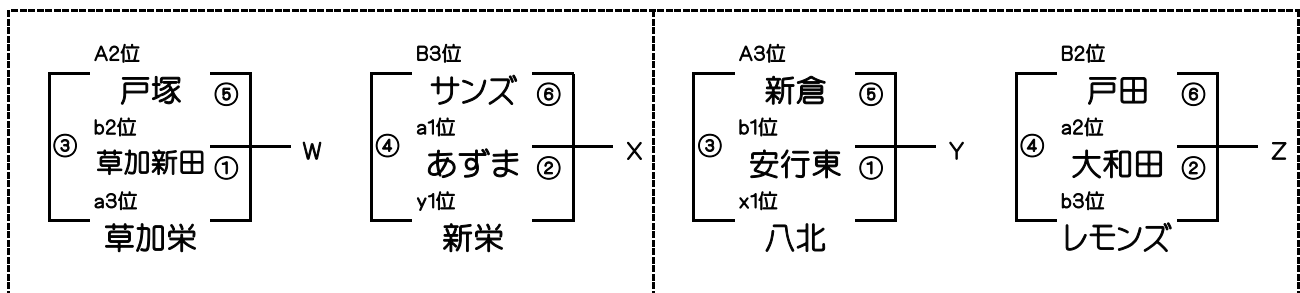 A2位 B3位 A3位 B2位
戸塚 ⑤ サンズ ⑥ 新倉 ⑤ 戸田 ⑥
b2位 a1位 b1位 a2位
③ 草加新田 ① W ④ あずま ② X ③ 安行東 ① Y ④ 大和田 ② Z
a3位 y1位 x1位 b3位
草加栄 新栄 八北 レモンズ